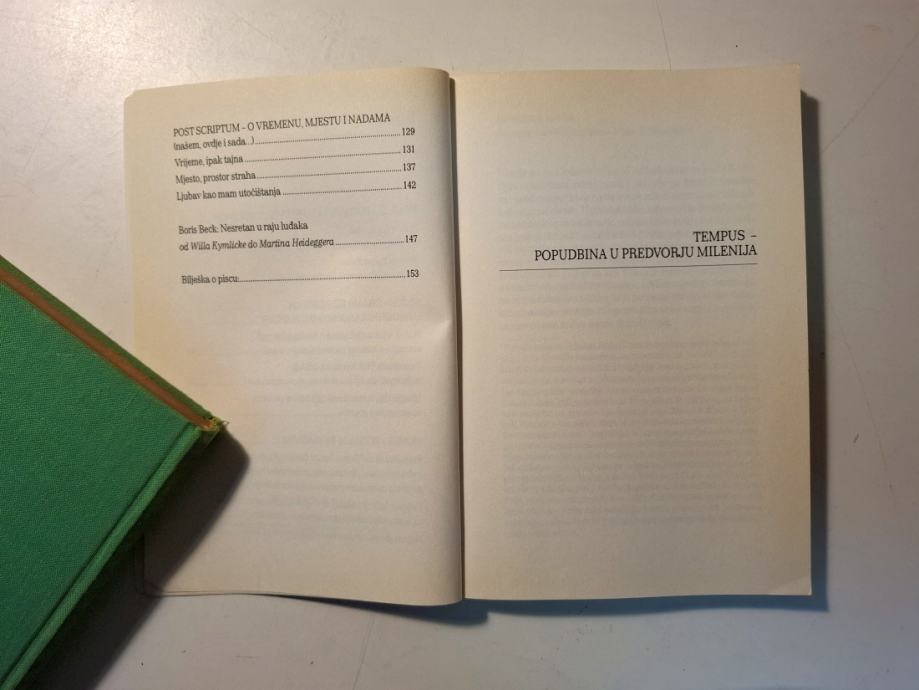 POST SCRIPTUM – O VREMENU, MJESTU I NADAMA
(našem, ovdje i sada...) 129
Vrijeme, ipak tajna 131
Mjesto, prostor straha 137
Ljubav kao mam utočištanja 142
Boris Beck: Nesretan u raju luđaka
od Willa Kymlicke do Martina Heideggera 147
Bilješka o piscu: 153
TEMPUS –
POPUDBINA U PREDVORJU MILENIJA